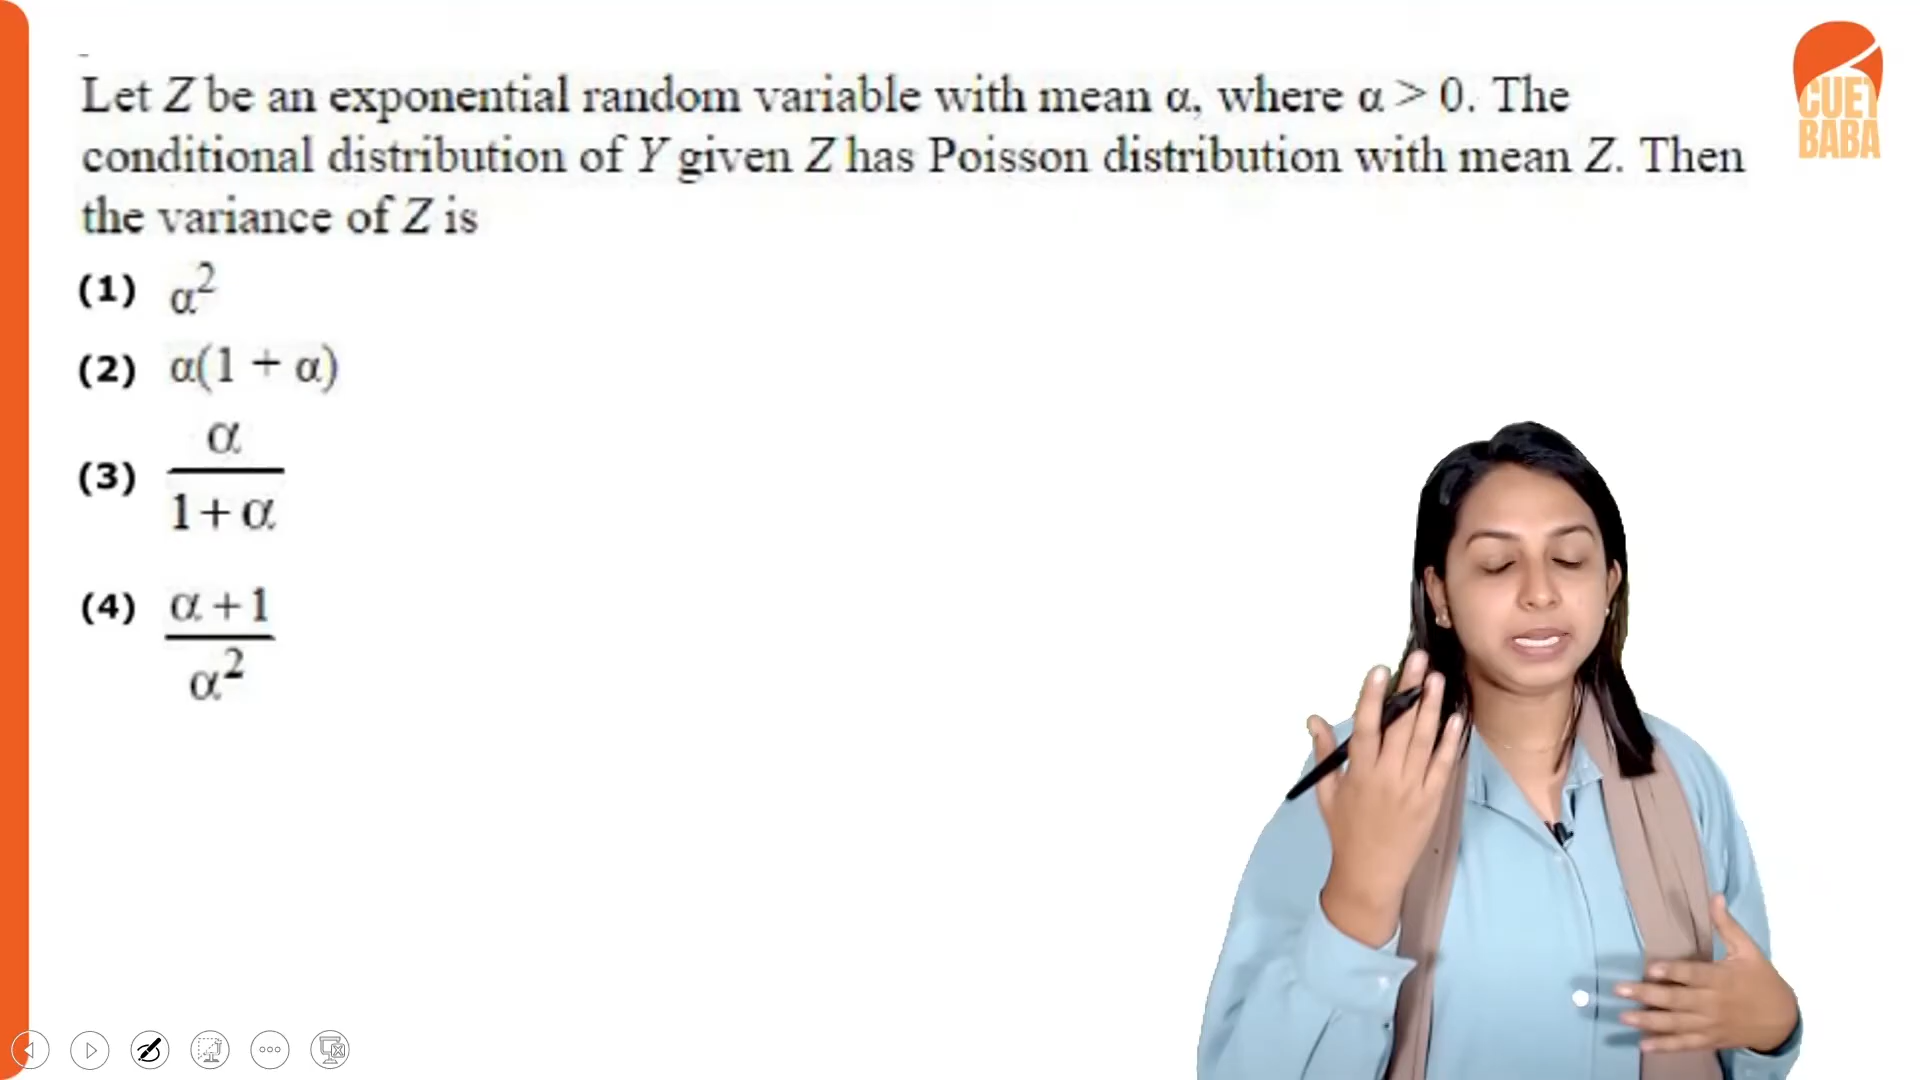 Let Z be an exponential random variable with mean α, where α > 0. The
conditional distribution of Y given Z has Poisson distribution with mean Z. Then
the variance of Z is
(1) α²
(2) α(1 + α)
(3) α/(1+α)
(4) (α+1)/α²
CUET
BABA